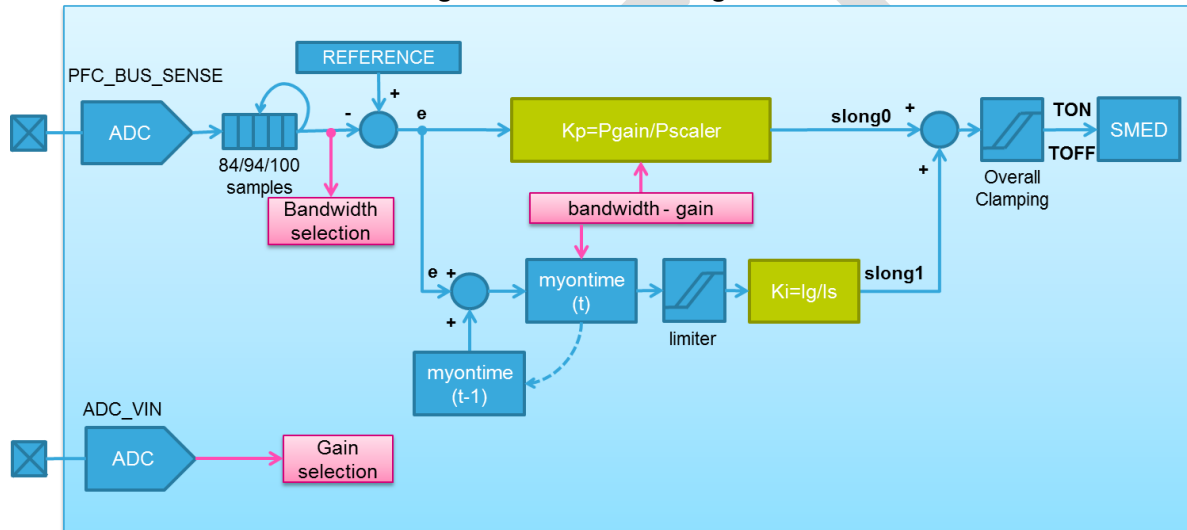 REFERENCE
PFC_BUS_SENSE
ADC
84/94/100
samples
-
+
e
Kp=Pgain/Pscaler
slong0
+
+
TON
TOFF
SMED
Overall
Clamping
Bandwidth
selection
bandwidth - gain
e
+
+
myontime
(t)
limiter
Ki=Ig/Is
slong1
myontime
(t-1)
ADC_VIN
ADC
Gain
selection